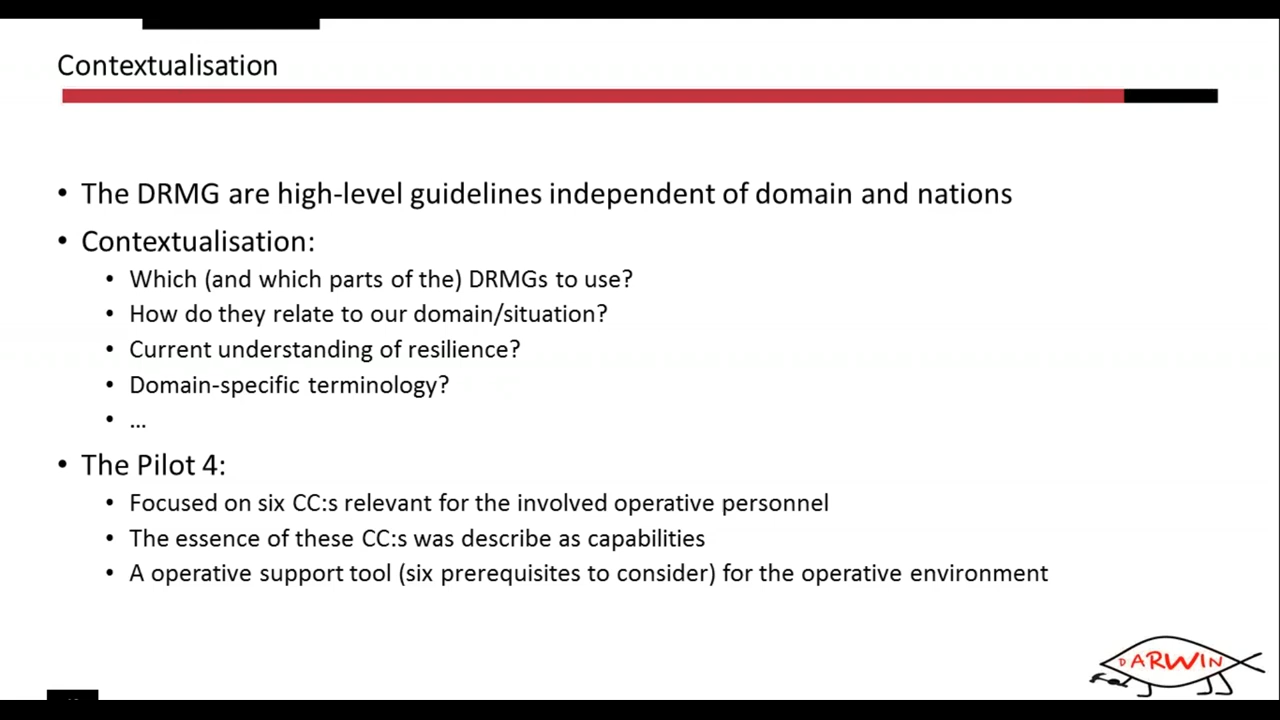 Contextualisation
• The DRMG are high-level guidelines independent of domain and nations
• Contextualisation:
• Which (and which parts of the) DRMGs to use?
• How do they relate to our domain/situation?
• Current understanding of resilience?
• Domain-specific terminology?
• ...
• The Pilot 4:
• Focused on six CC:s relevant for the involved operative personnel
• The essence of these CC:s was describe as capabilities
• A operative support tool (six prerequisites to consider) for the operative environment
DARWIN